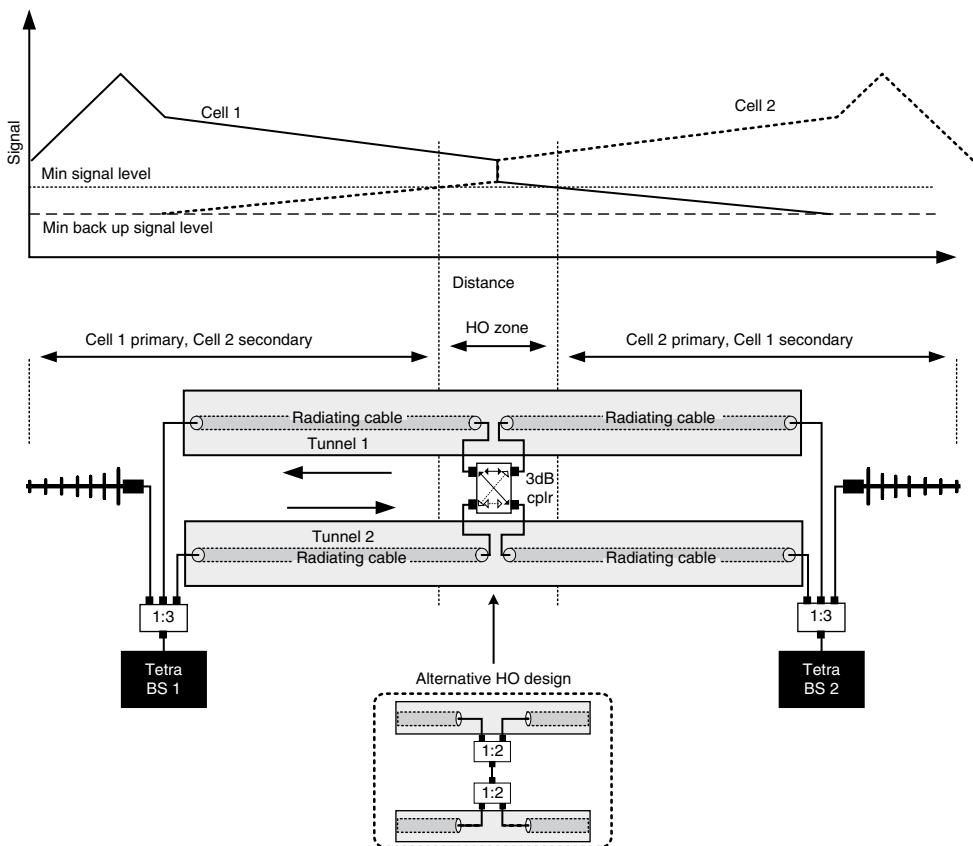 Signal
Cell 1
Cell 2
Min signal level
Min back up signal level
Distance
HO zone
Cell 1 primary, Cell 2 secondary
Cell 2 primary, Cell 1 secondary
Radiating cable
Radiating cable
Tunnel 1
3dB
cplr
Tunnel 2
Radiating cable
Radiating cable
1:3
1:3
Tetra
BS 1
Tetra
BS 2
Alternative HO design
1:2
1:2